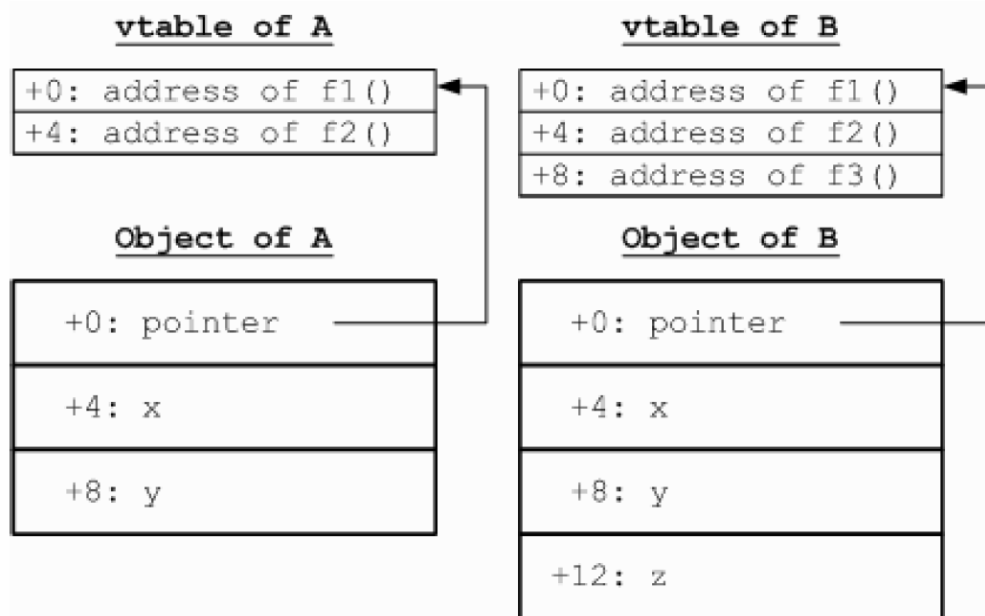 vtable of A
+0: address of f1()
+4: address of f2()
Object of A
+0: pointer
+4: x
+8: y
vtable of B
+0: address of f1()
+4: address of f2()
+8: address of f3()
Object of B
+0: pointer
+4: x
+8: y
+12: z